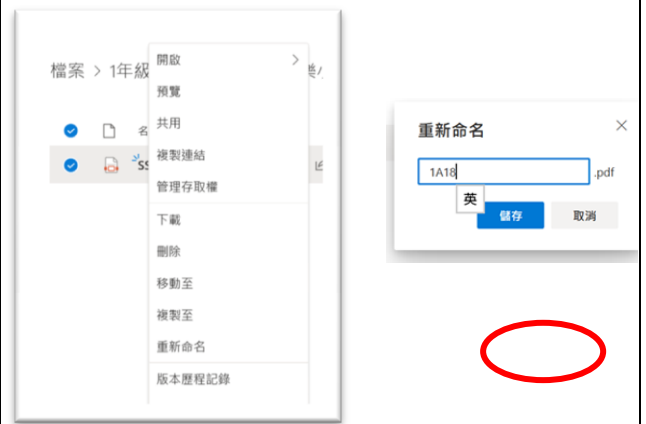 開啟
檔案 > 1年級
預覽
共用
名
複製連結
SS
管理存取權
下載
刪除
移動至
複製至
重新命名
版本歷程記錄
重新命名
1A18
.pdf
英
儲存
取消